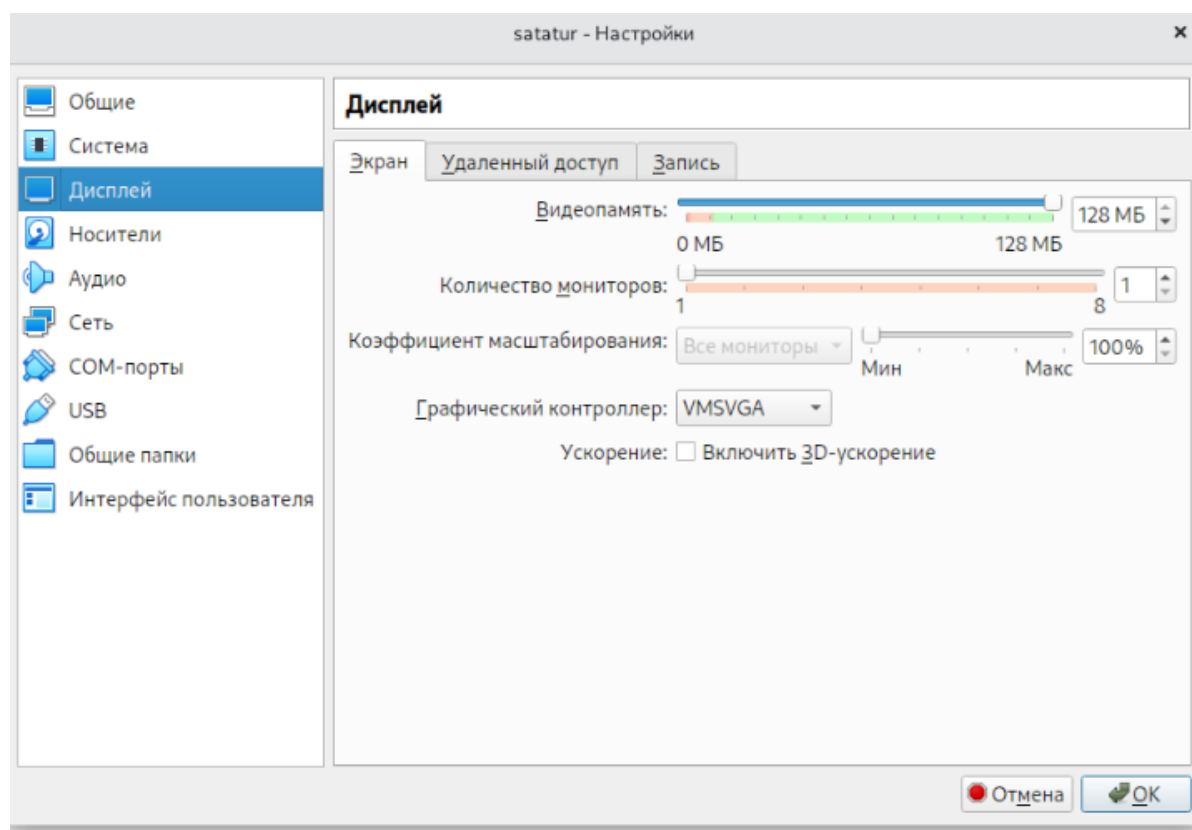 satatur - Настройки
Общие
Система
Дисплей
Носители
Аудио
Сеть
COM-порты
USB
Общие папки
Интерфейс пользователя
Дисплей
Экран Удаленный доступ Запись
Видеопамять: 128 МБ
0 МБ 128 МБ
Количество мониторов: 1
1 8
Коэффициент масштабирования: Все мониторы 100%
Мин Макс
Графический контроллер: VMSVGA
Ускорение: Включить 3D-ускорение
Отмена OK